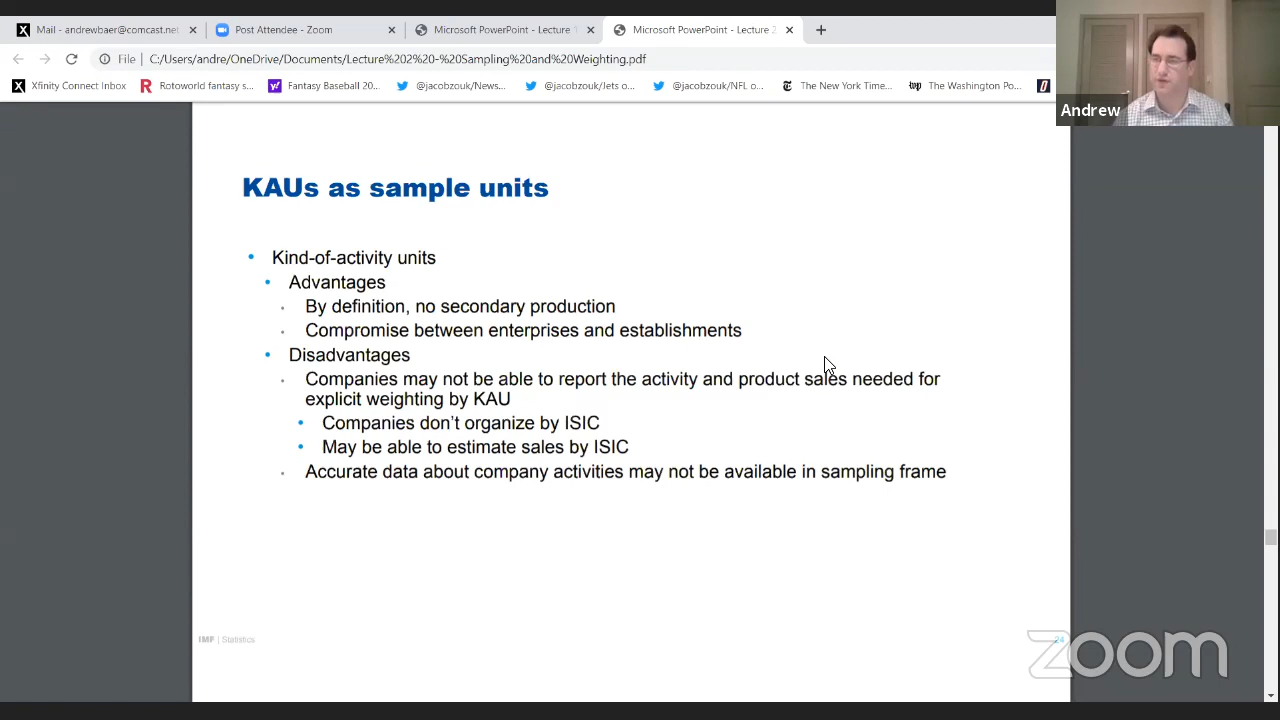 Mail - andrewbaer@comcast.net
Post Attendee - Zoom
Microsoft PowerPoint - Lecture 1
Microsoft PowerPoint - Lecture 2
File
C:/Users/andre/OneDrive/Documents/Lecture%202%20-%20Sampling%20and%20Weighting.pdf
Xfinity Connect Inbox
Rotoworld fantasy s...
Fantasy Baseball 20...
@jacobzouk/News...
@jacobzouk/Jets o...
@jacobzouk/NFL o...
The New York Time...
The Washington Po...
Andrew
KAUs as sample units
• Kind-of-activity units
• Advantages
• By definition, no secondary production
• Compromise between enterprises and establishments
• Disadvantages
• Companies may not be able to report the activity and product sales needed for
explicit weighting by KAU
• Companies don't organize by ISIC
• May be able to estimate sales by ISIC
• Accurate data about company activities may not be available in sampling frame
IMF | Statistics
24
zoom